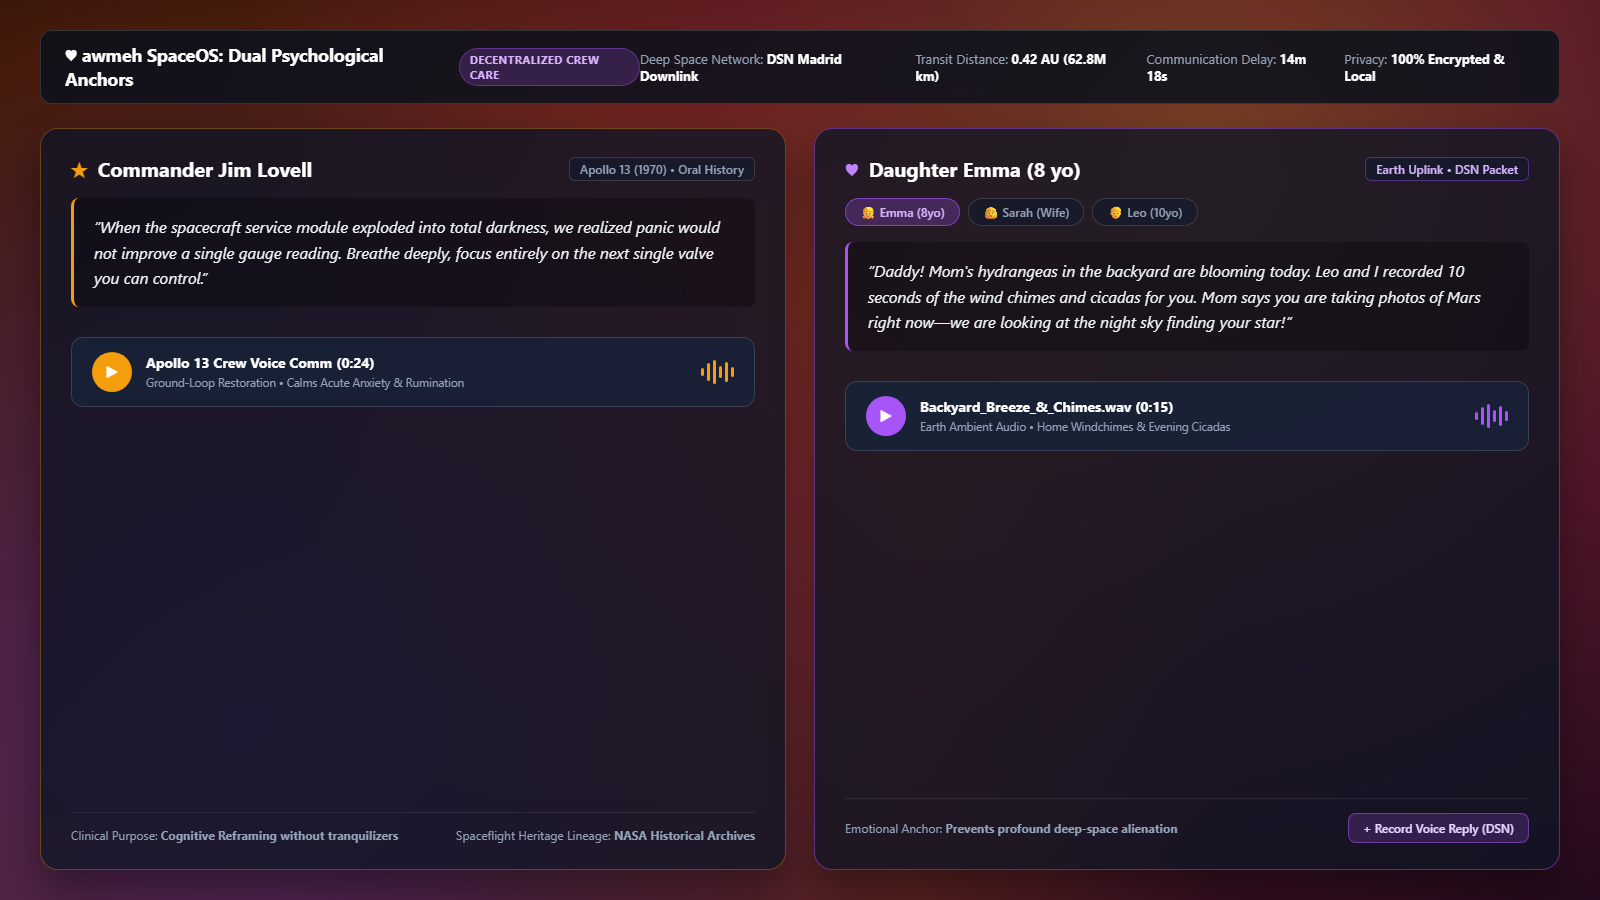 ♥ awmeh SpaceOS: Dual Psychological
Anchors
DECENTRALIZED CREW
CARE
Deep Space Network: DSN Madrid
Downlink
Transit Distance: 0.42 AU (62.8M
km)
Communication Delay: 14m
18s
Privacy: 100% Encrypted &
Local
★ Commander Jim Lovell
Apollo 13 (1970) • Oral History
"When the spacecraft service module exploded into total darkness, we realized panic would
not improve a single gauge reading. Breathe deeply, focus entirely on the next single valve
you can control."
Apollo 13 Crew Voice Comm (0:24)
Ground-Loop Restoration • Calms Acute Anxiety & Rumination
Clinical Purpose: Cognitive Reframing without tranquilizers
Spaceflight Heritage Lineage: NASA Historical Archives
♥ Daughter Emma (8 yo)
Earth Uplink • DSN Packet
👧 Emma (8yo)
👩 Sarah (Wife)
👦 Leo (10yo)
"Daddy! Mom's hydrangeas in the backyard are blooming today. Leo and I recorded 10
seconds of the wind chimes and cicadas for you. Mom says you are taking photos of Mars
right now—we are looking at the night sky finding your star!"
Backyard_Breeze_&_Chimes.wav (0:15)
Earth Ambient Audio • Home Windchimes & Evening Cicadas
Emotional Anchor: Prevents profound deep-space alienation
+ Record Voice Reply (DSN)